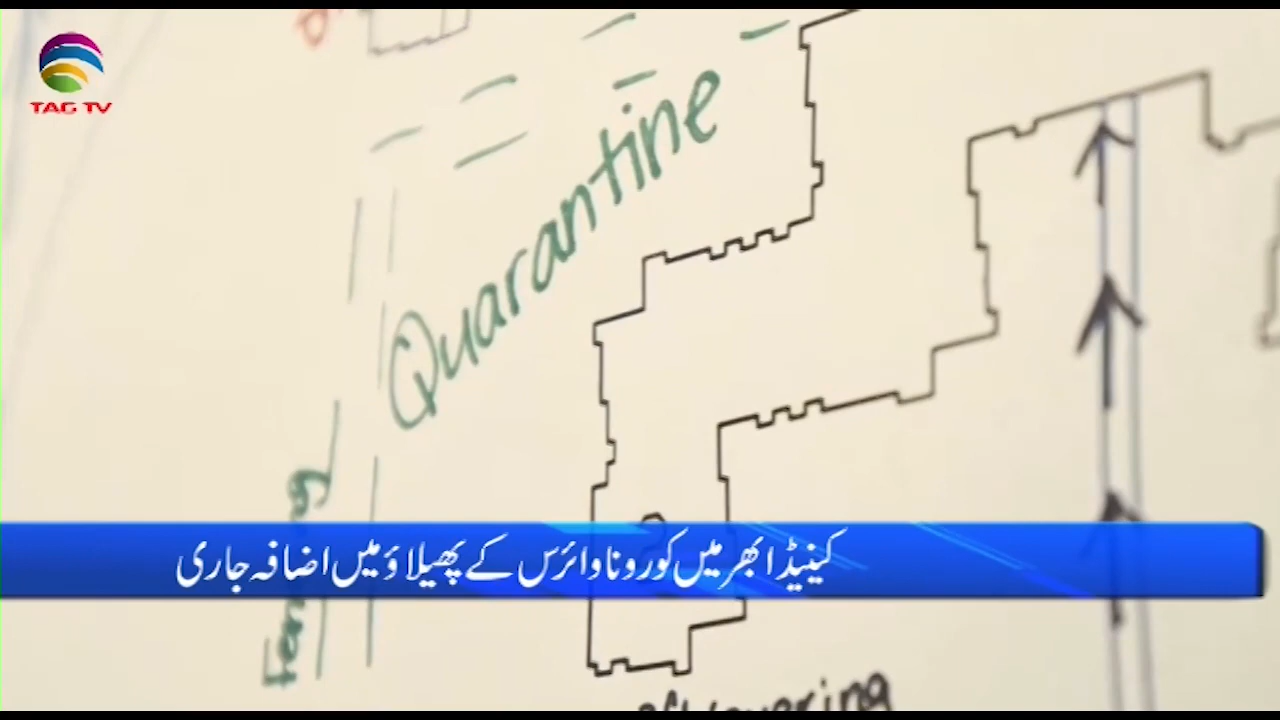 TAG TV
Quarantine
کینیڈا بھر میں کورونا وائرس کے پھیلاؤ میں اضافہ جاری